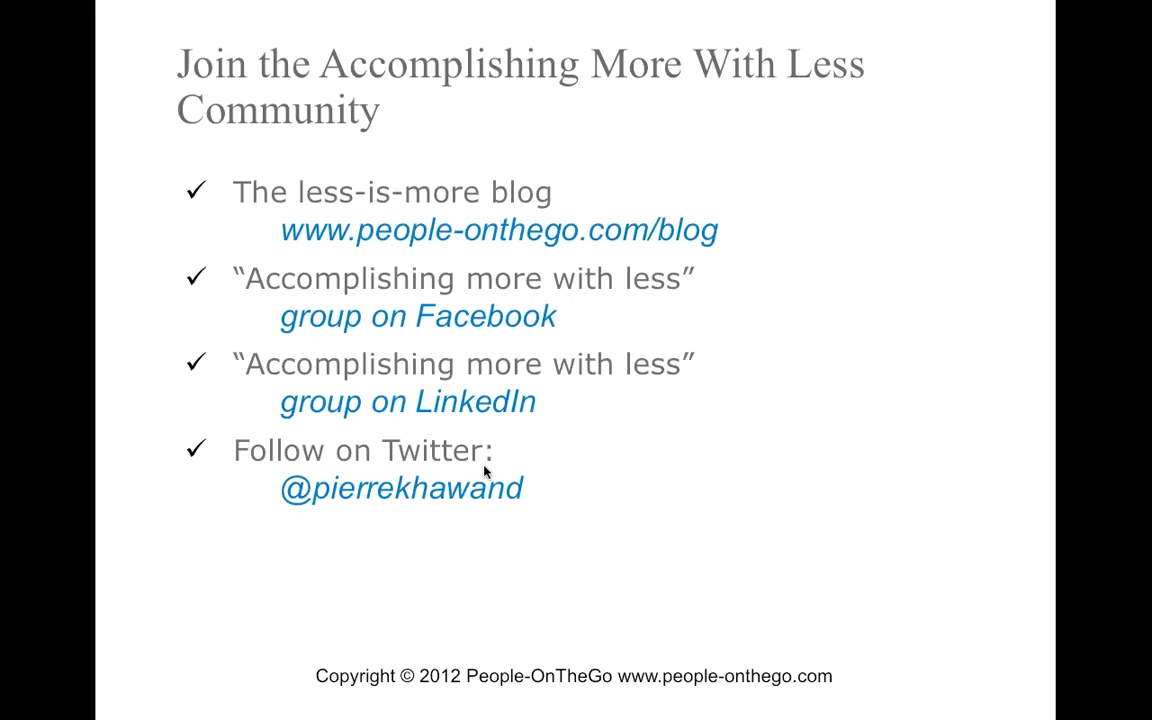 Join the Accomplishing More With Less
Community
✓ The less-is-more blog
www.people-onthego.com/blog
✓ “Accomplishing more with less”
group on Facebook
✓ “Accomplishing more with less”
group on LinkedIn
✓ Follow on Twitter:
@pierrekhawand
Copyright © 2012 People-OnTheGo www.people-onthego.com